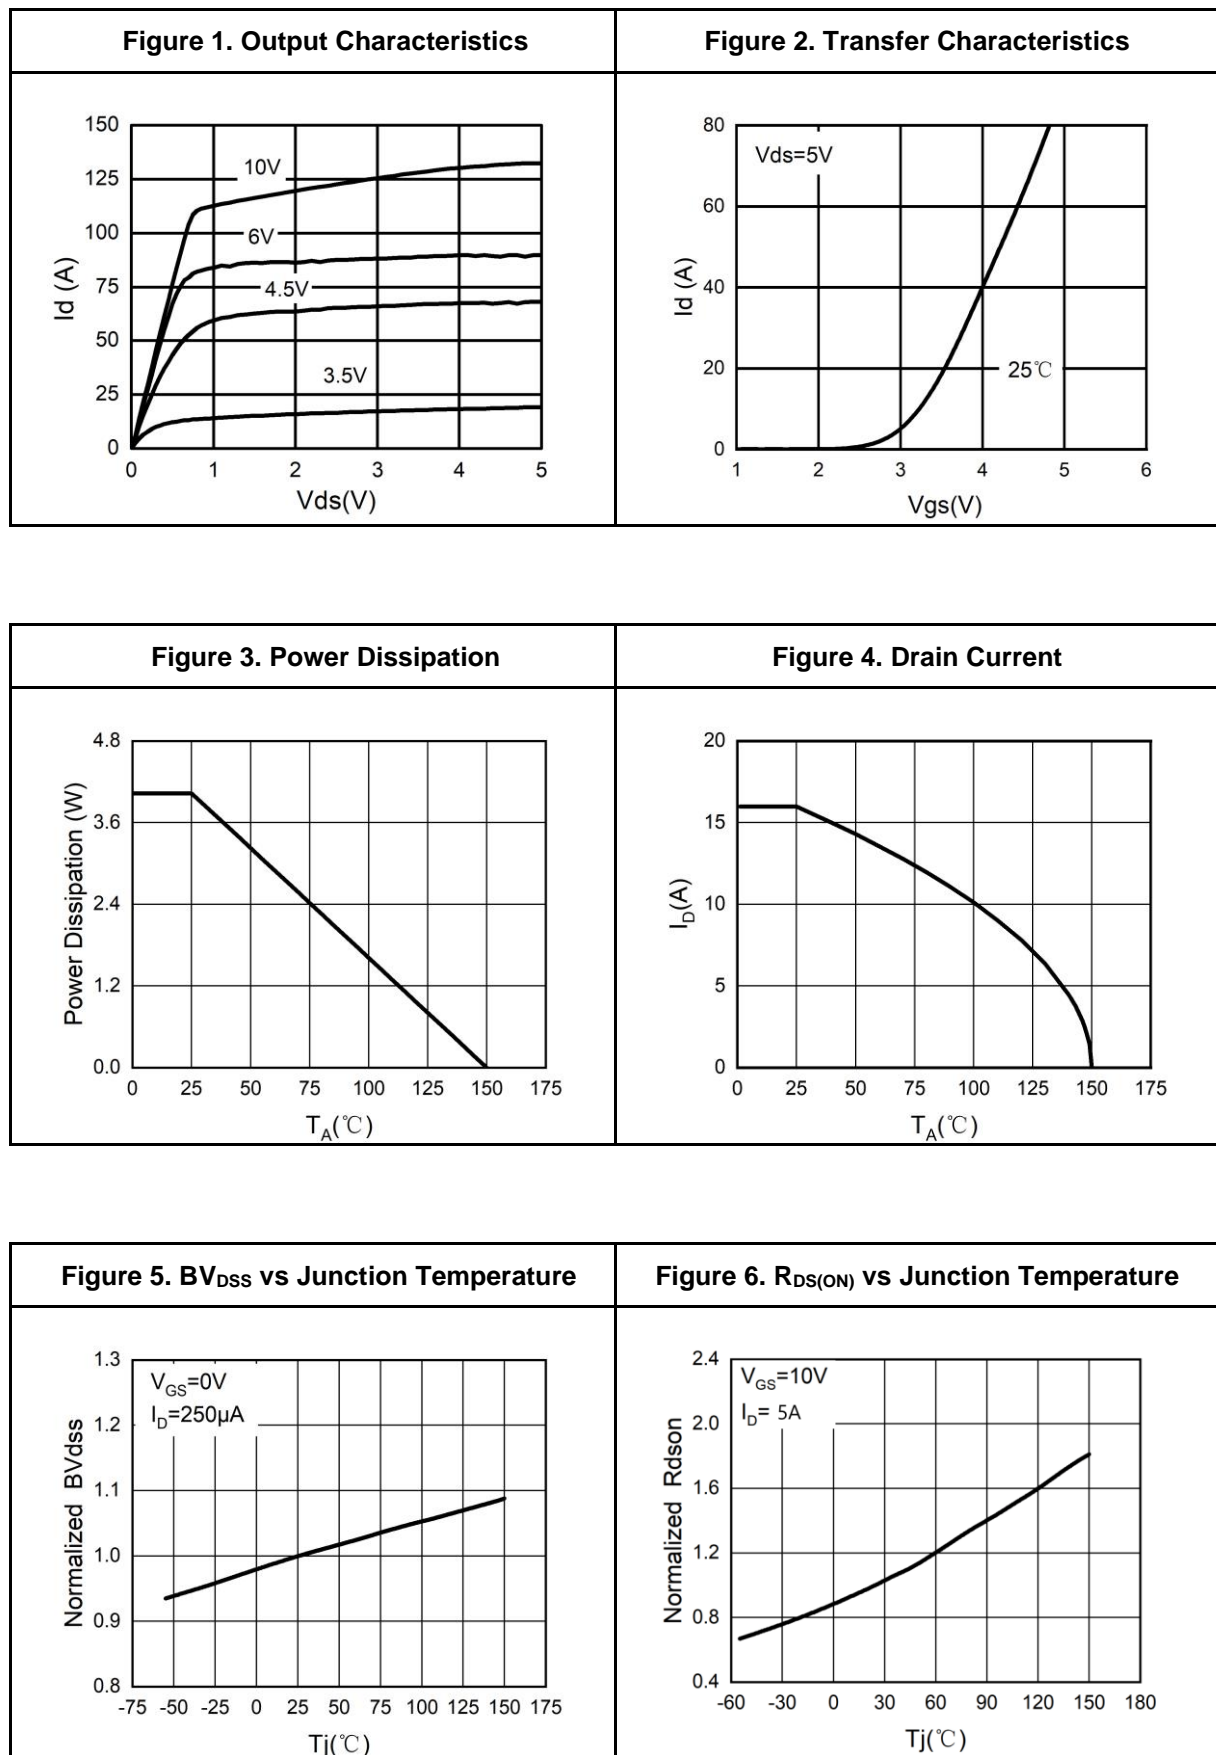 Figure 1. Output Characteristics
Figure 2. Transfer Characteristics
150
125
100
75
50
25
0
10V
6V
4.5V
3.5V
0 1 2 3 4 5
Id (A)
Vds(V)
80
60
40
20
0
Vds=5V
25℃
1 2 3 4 5 6
Id (A)
Vgs(V)
Figure 3. Power Dissipation
Figure 4. Drain Current
4.8
3.6
2.4
1.2
0.0
0 25 50 75 100 125 150 175
Power Dissipation (W)
TA(℃)
20
15
10
5
0
0 25 50 75 100 125 150 175
ID(A)
TA(℃)
Figure 5. BVDSS vs Junction Temperature
Figure 6. RDS(ON) vs Junction Temperature
1.3
1.2
1.1
1.0
0.9
0.8
VGS=0V
ID=250μA
-75 -50 -25 0 25 50 75 100 125 150 175
Normalized BVdss
Tj(℃)
2.4
2.0
1.6
1.2
0.8
0.4
VGS=10V
ID= 5A
-60 -30 0 30 60 90 120 150 180
Normalized Rdson
Tj(℃)